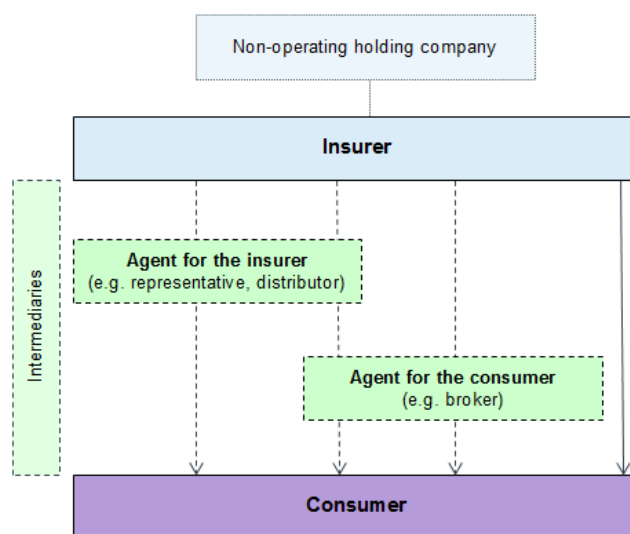 Non-operating holding company
Insurer
Intermediaries
Agent for the insurer
(e.g. representative, distributor)
Agent for the consumer
(e.g. broker)
Consumer